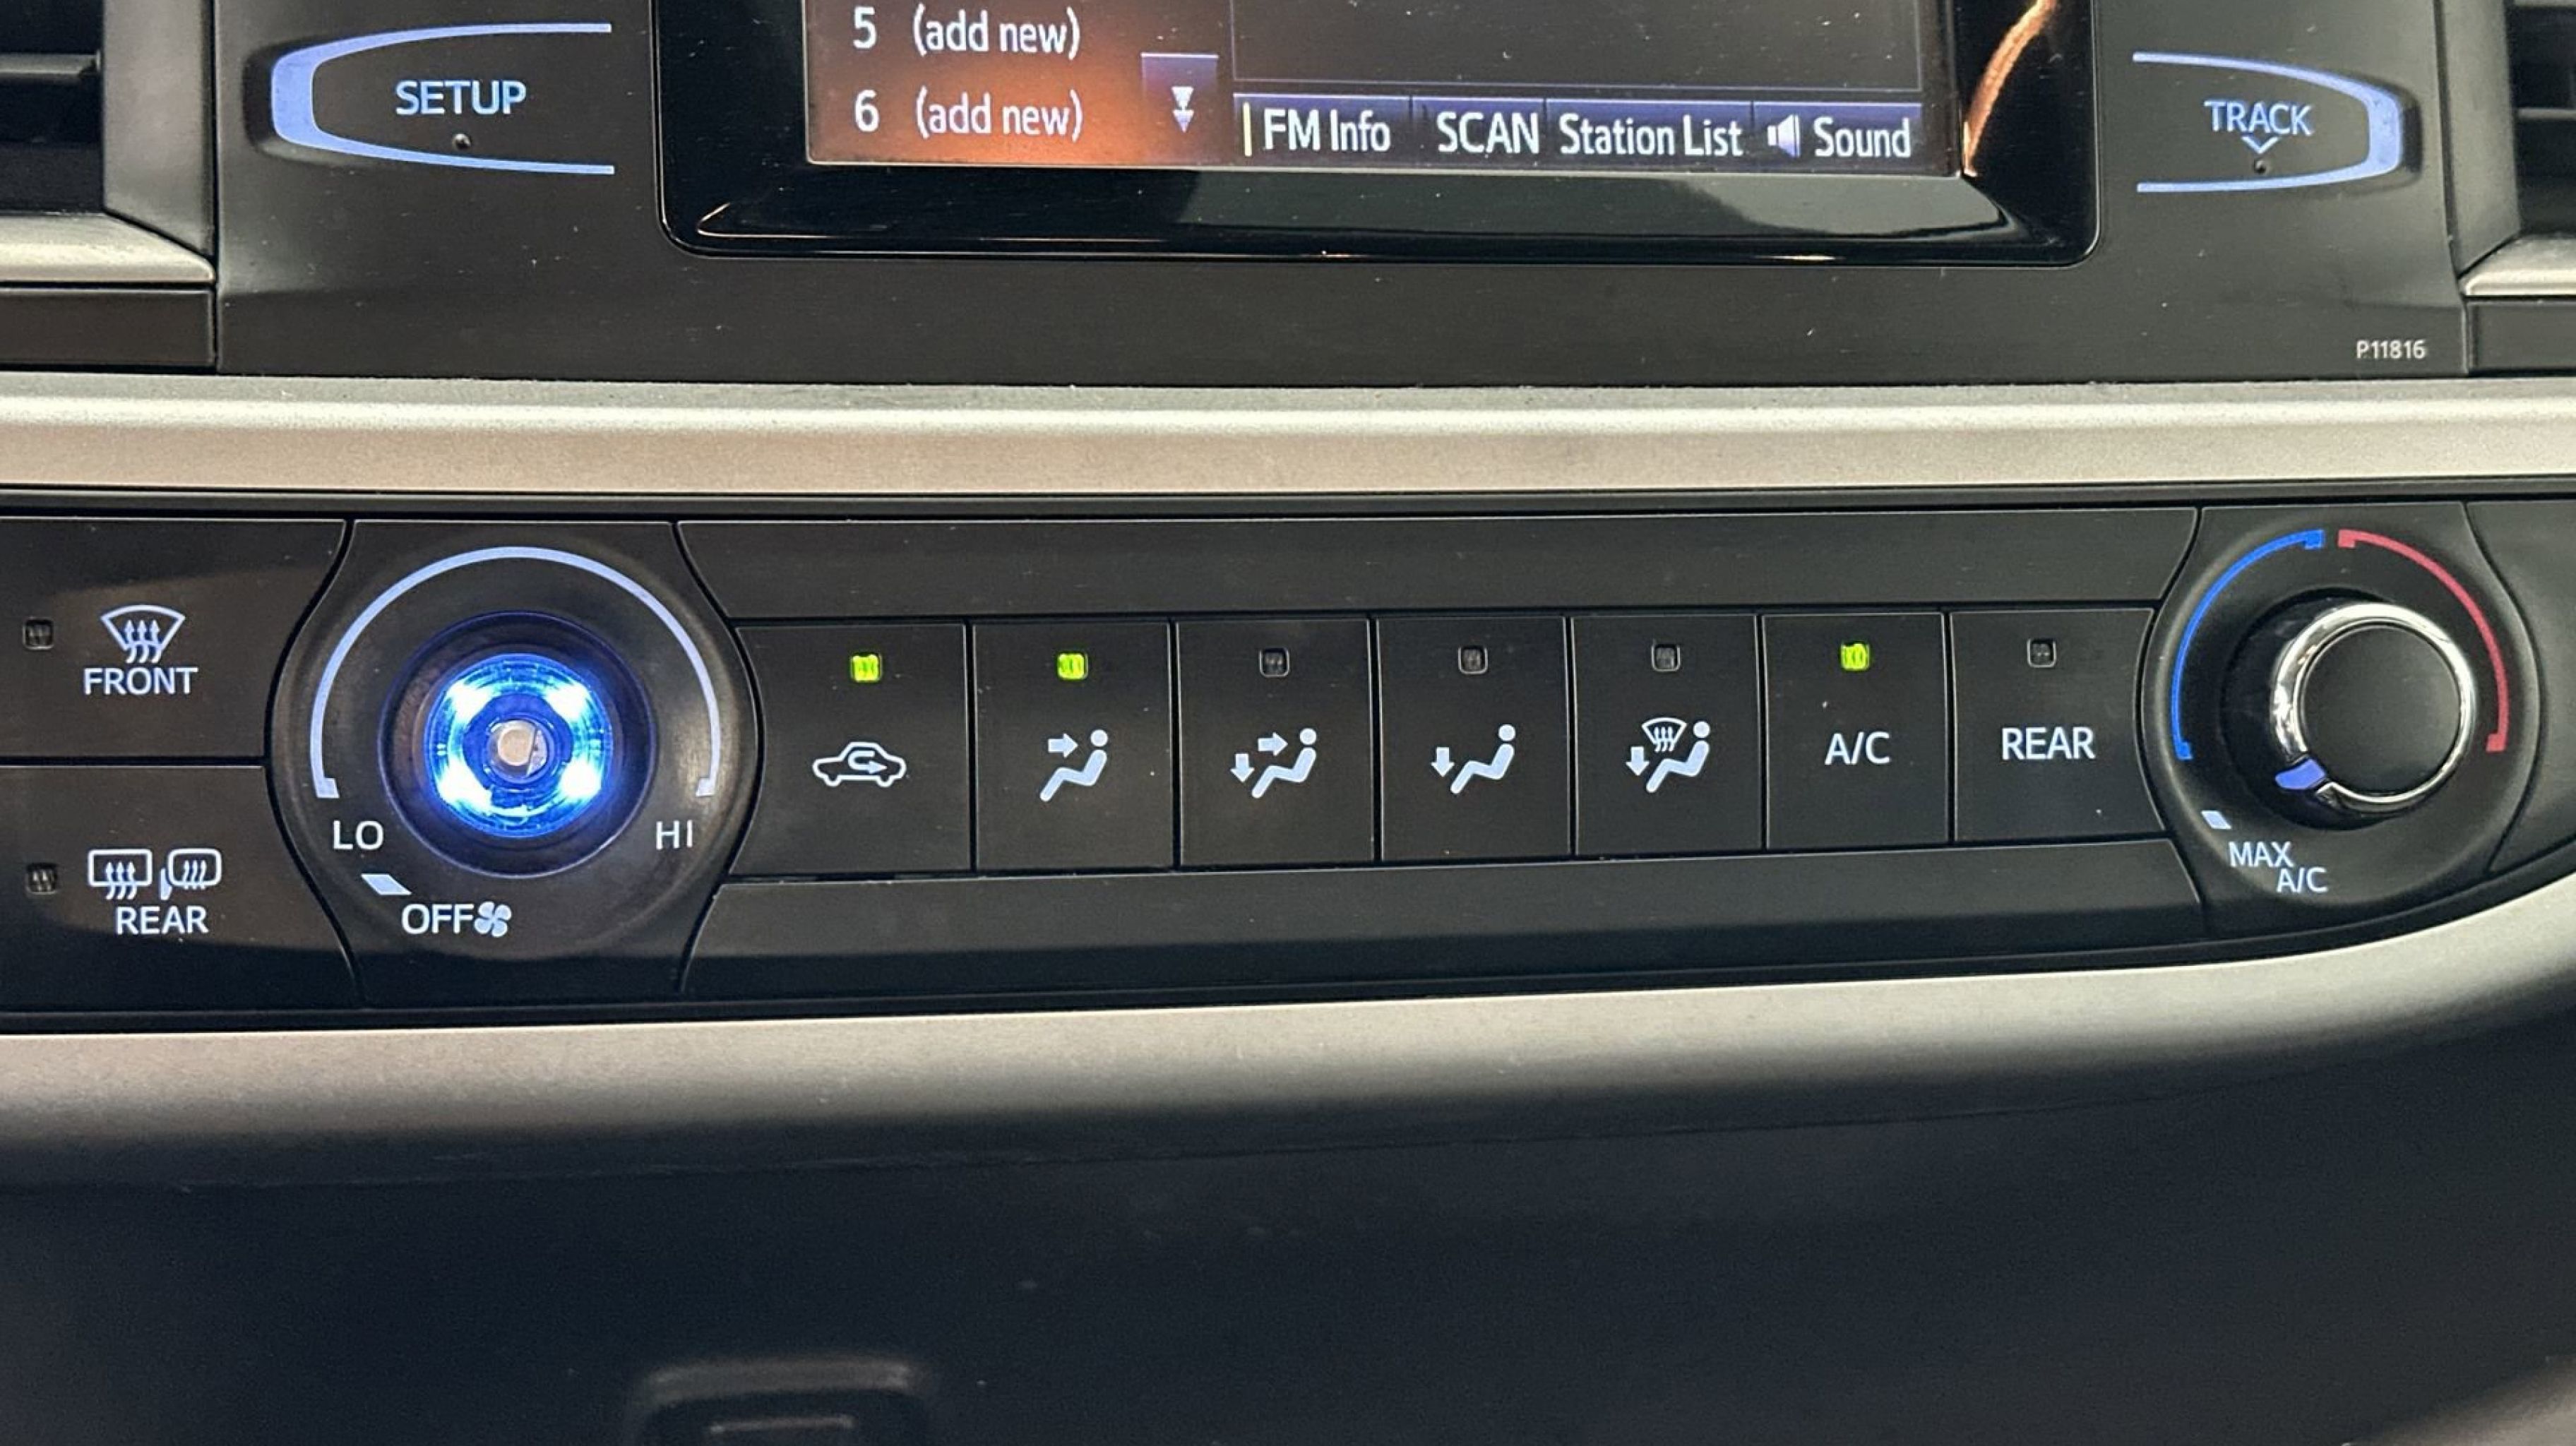 5 (add new)
6 (add new)
FM Info SCAN Station List Sound
SETUP
TRACK
P11816
FRONT
REAR
LO
HI
OFF
A/C
REAR
MAX
A/C